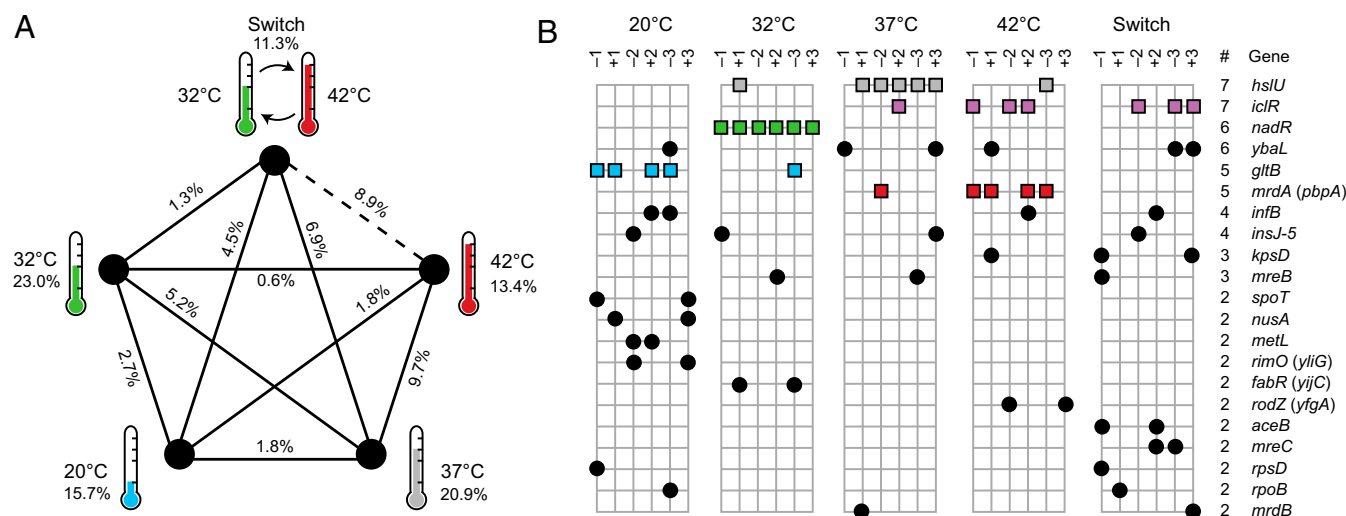 A
Switch
11.3%
32°C
42°C
1.3%
4.5%
6.9%
8.9%
32°C
23.0%
0.6%
42°C
13.4%
5.2%
1.8%
2.7%
9.7%
20°C
15.7%
1.8%
37°C
20.9%
B
20°C 32°C 37°C 42°C Switch
−1 +1 −2 +2 −3 +3 −1 +1 −2 +2 −3 +3 −1 +1 −2 +2 −3 +3 −1 +1 −2 +2 −3 +3 −1 +1 −2 +2 −3 +3
# Gene
7 hslU
7 iclR
6 nadR
6 ybaL
5 gltB
5 mrdA (pbpA)
4 infB
4 insJ-5
3 kpsD
3 mreB
2 spoT
2 nusA
2 metL
2 rimO (yliG)
2 fabR (yijC)
2 rodZ (yfgA)
2 aceB
2 mreC
2 rpsD
2 rpoB
2 mrdB